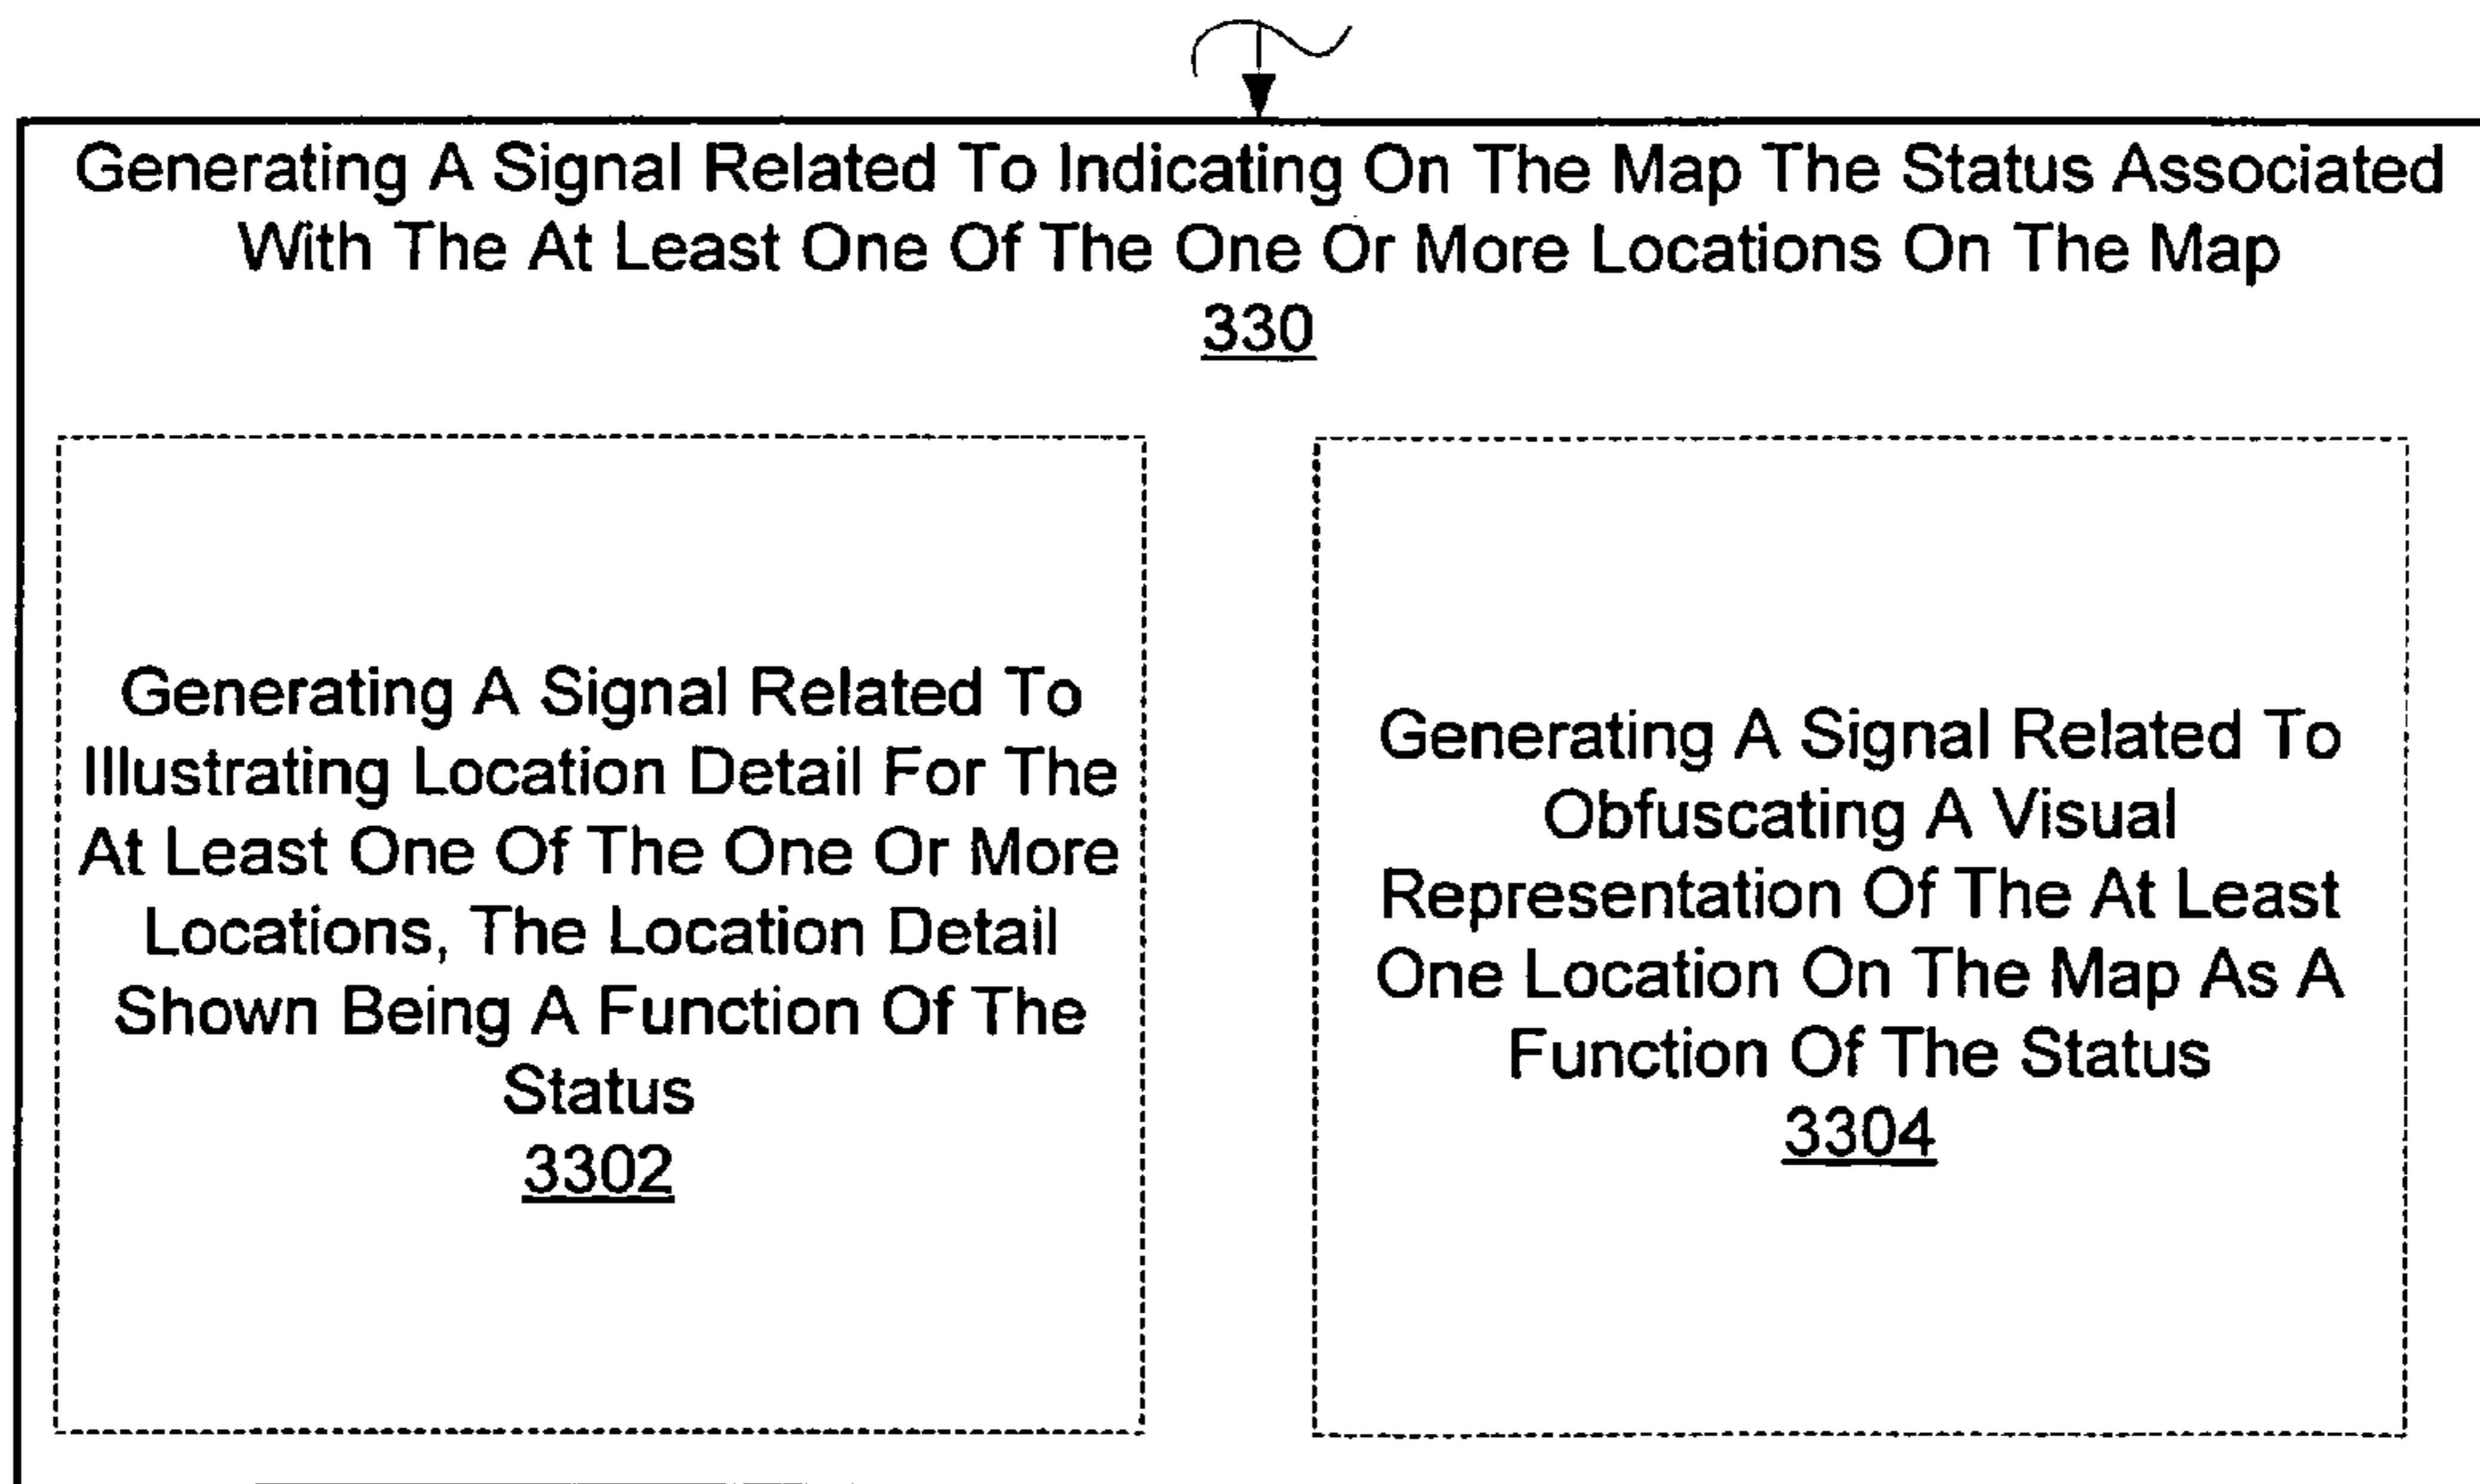 Generating A Signal Related To Indicating On The Map The Status Associated
With The At Least One Of The One Or More Locations On The Map
330
Generating A Signal Related To
Illustrating Location Detail For The
At Least One Of The One Or More
Locations, The Location Detail
Shown Being A Function Of The
Status
3302
Generating A Signal Related To
Obfuscating A Visual
Representation Of The At Least
One Location On The Map As A
Function Of The Status
3304